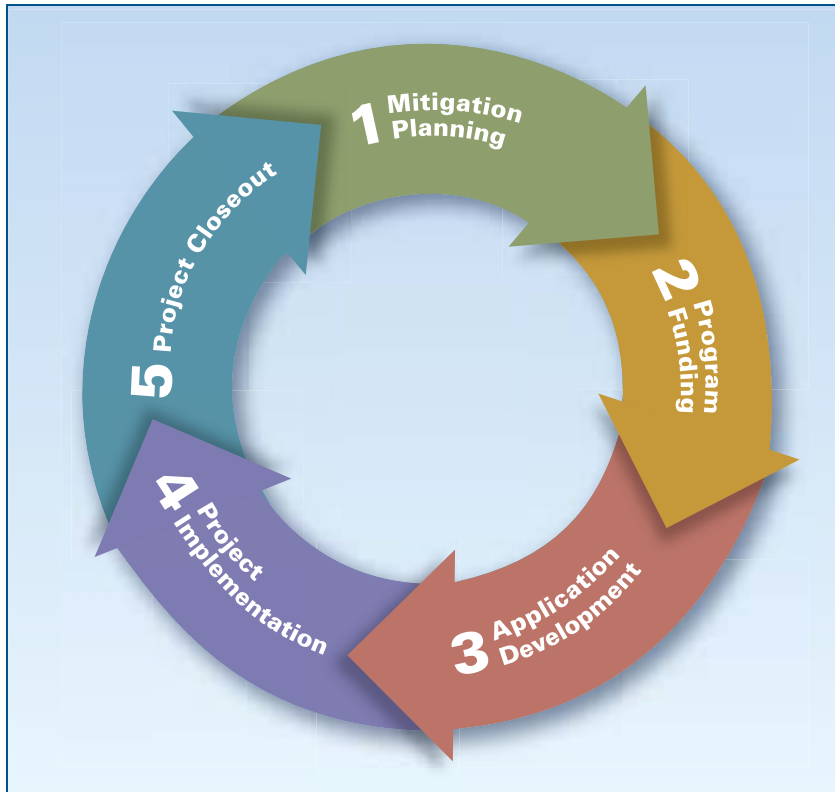 1 Mitigation
Planning
2 Program
Funding
3 Application
Development
4 Project
Implementation
5 Project Closeout